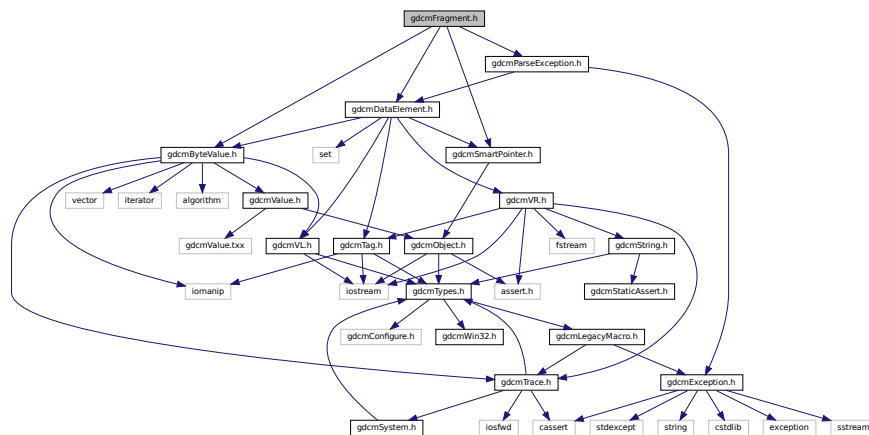 gdcmFragment.h
gdcmParseException.h
gdcmDataElement.h
gdcmByteValue.h
set
gdcmSmartPointer.h
vector
iterator
algorithm
gdcmValue.h
gdcmVR.h
gdcmValue.txx
gdcmVL.h
gdcmTag.h
gdcmObject.h
fstream
gdcmString.h
iomanip
iostream
gdcmTypes.h
assert.h
gdcmStaticAssert.h
gdcmConfigure.h
gdcmWin32.h
gdcmLegacyMacro.h
gdcmTrace.h
gdcmException.h
gdcmSystem.h
iosfwd
cassert
stdexcept
string
cstdlib
exception
sstream